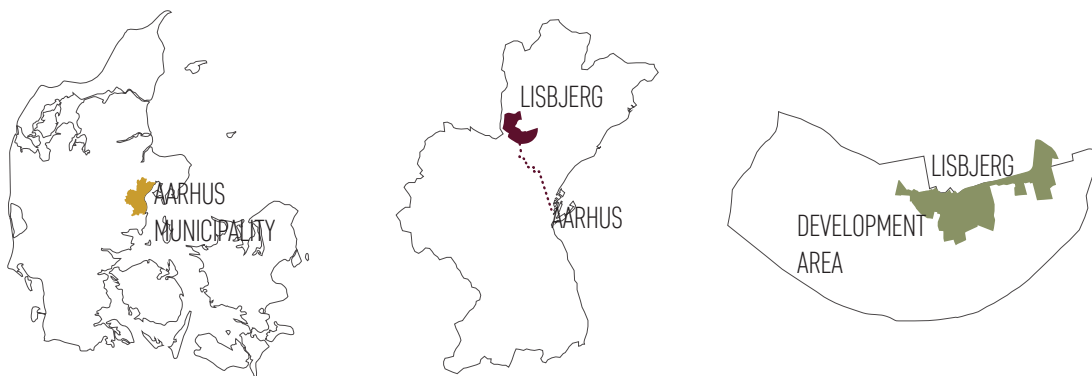 AARHUS
MUNICIPALITY
LISBJERG
AARHUS
LISBJERG
DEVELOPMENT
AREA